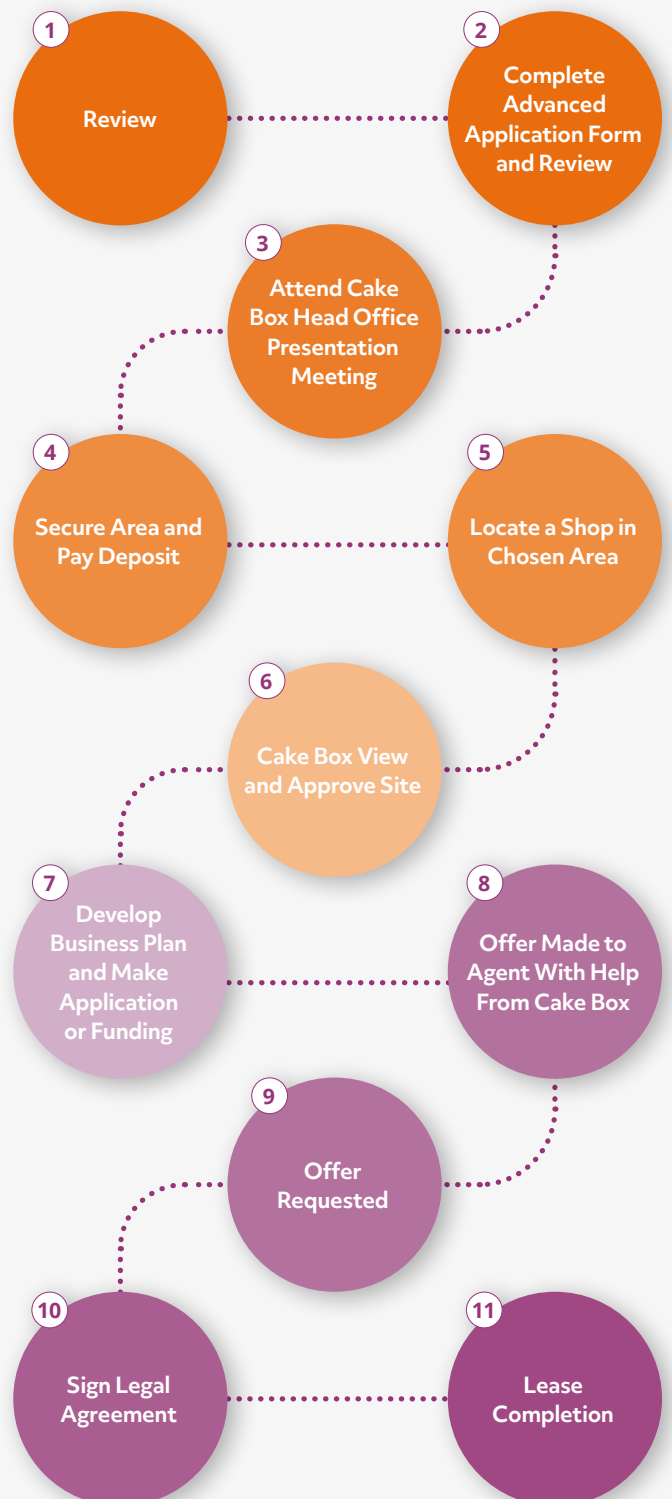 1
Review
2
Complete
Advanced
Application Form
and Review
3
Attend Cake
Box Head Office
Presentation
Meeting
4
Secure Area and
Pay Deposit
5
Locate a Shop in
Chosen Area
6
Cake Box View
and Approve Site
7
Develop
Business Plan
and Make
Application
or Funding
8
Offer Made to
Agent With Help
From Cake Box
9
Offer
Requested
10
Sign Legal
Agreement
11
Lease
Completion